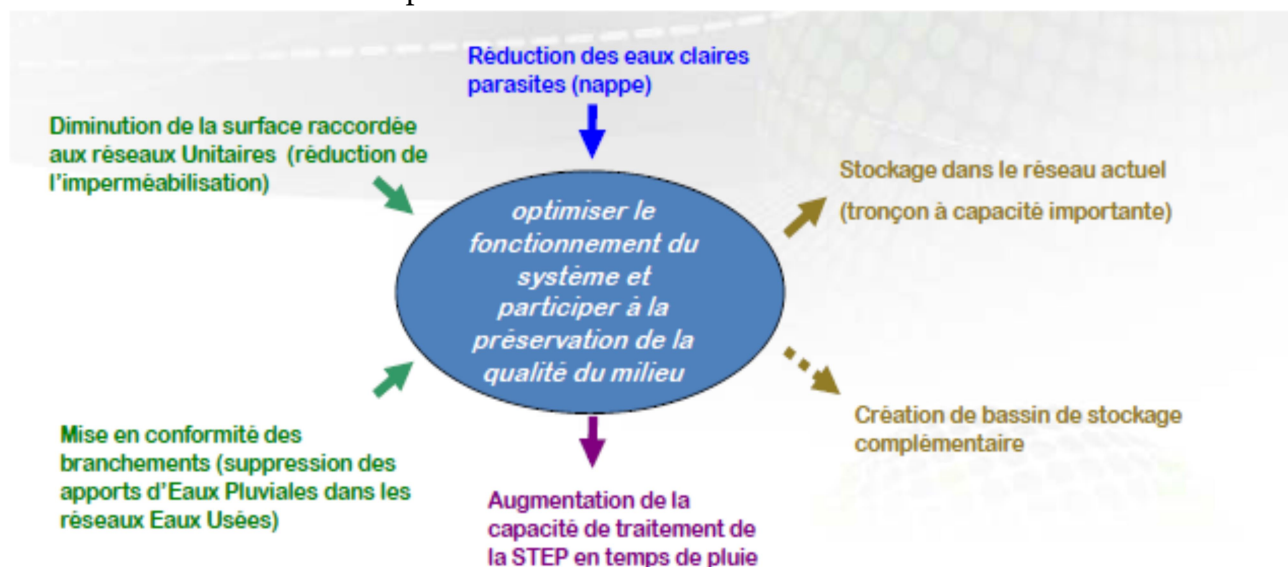 Réduction des eaux claires
parasites (nappe)
Diminution de la surface raccordée
aux réseaux Unitaires (réduction de
l'imperméabilisation)
Stockage dans le réseau actuel
(tronçon à capacité importante)
optimiser le
fonctionnement du
système et
participer à la
préservation de la
qualité du milieu
Mise en conformité des
branchements (suppression des
apports d'Eaux Pluviales dans les
réseaux Eaux Usées)
Création de bassin de stockage
complémentaire
Augmentation de la
capacité de traitement de
la STEP en temps de pluie